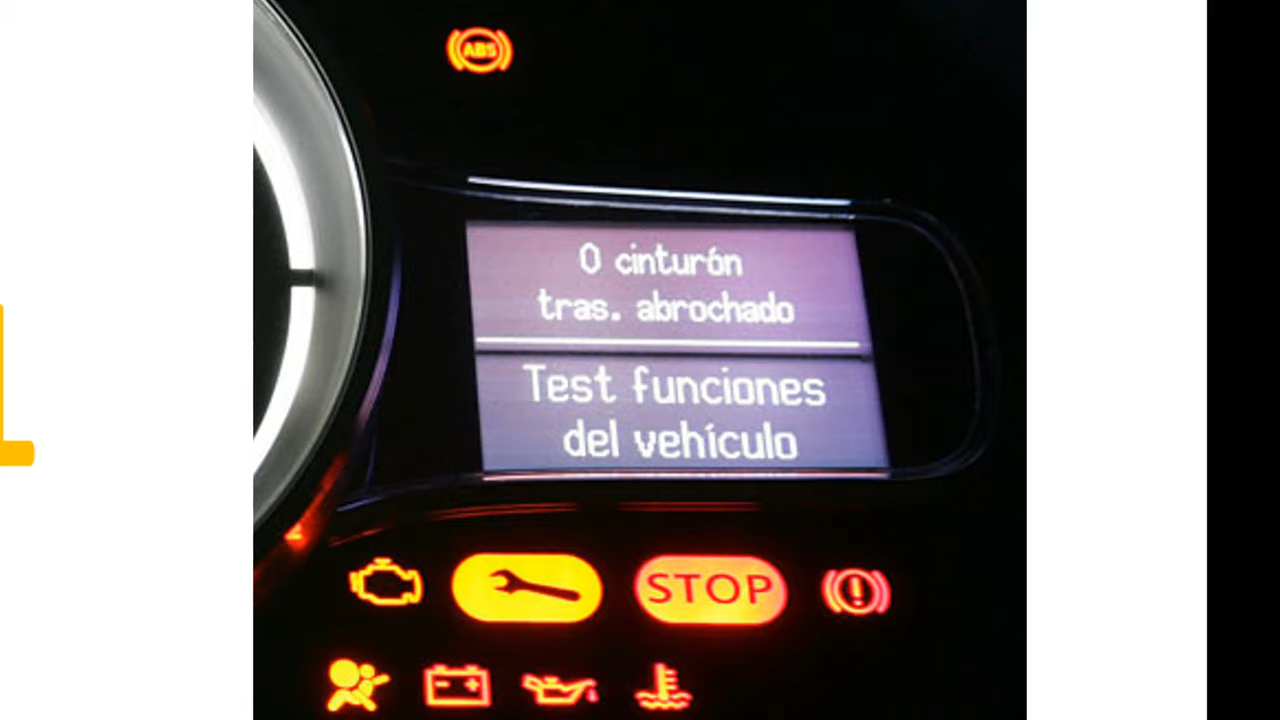 ABS
0 cinturón
tras. abrochado
Test funciones
del vehículo
STOP